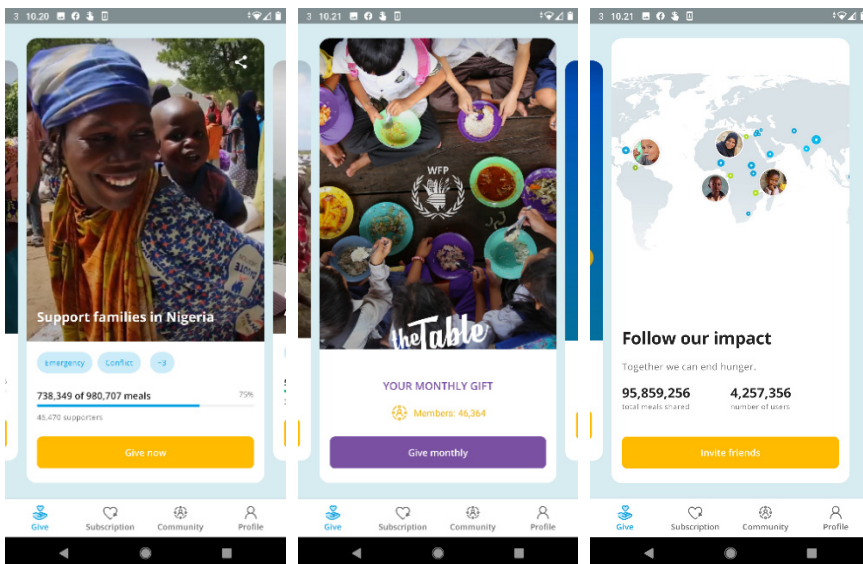 3 10.20
Support families in Nigeria
Emergency
Conflict
+3
738,349 of 980,707 meals
75%
supporters
Give now
Give
Subscription
Community
Profile
3 10.21
WFP
theTable
YOUR MONTHLY GIFT
Members: 46,364
Give monthly
Give
Subscription
Community
Profile
3 10.21
Follow our impact
Together we can end hunger.
95,859,256
4,257,356
total meals shared
number of users
Invite friends
Give
Subscription
Community
Profile